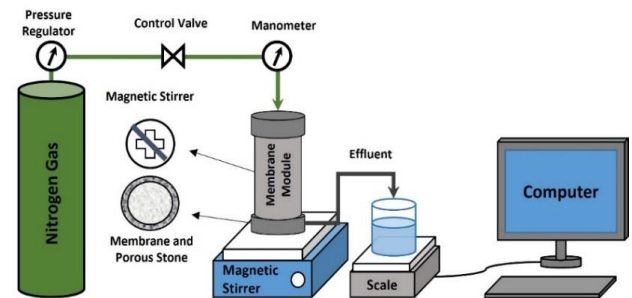 Pressure
Regulator
Control Valve
Manometer
Magnetic Stirrer
Nitrogen Gas
Membrane
Module
Effluent
Computer
Membrane and
Porous Stone
Magnetic
Stirrer
Scale